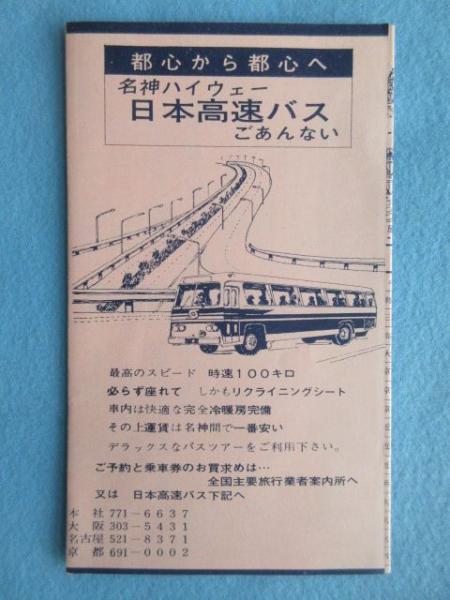 都心から都心へ
名神ハイウェー
日本高速バス
ごあんない
最高のスピード 時速100キロ
必らず座れて しかもリクライニングシート
車内は快適な完全冷暖房完備
その上運賃は名神間で一番安い
デラックスなバスツアーをご利用下さい。
ご予約と乗車券のお買求めは…
全国主要旅行業者案内所へ
又は 日本高速バス下記へ
本社 771-6637
大阪 303-5431
名古屋 521-8371
京都 691-0002